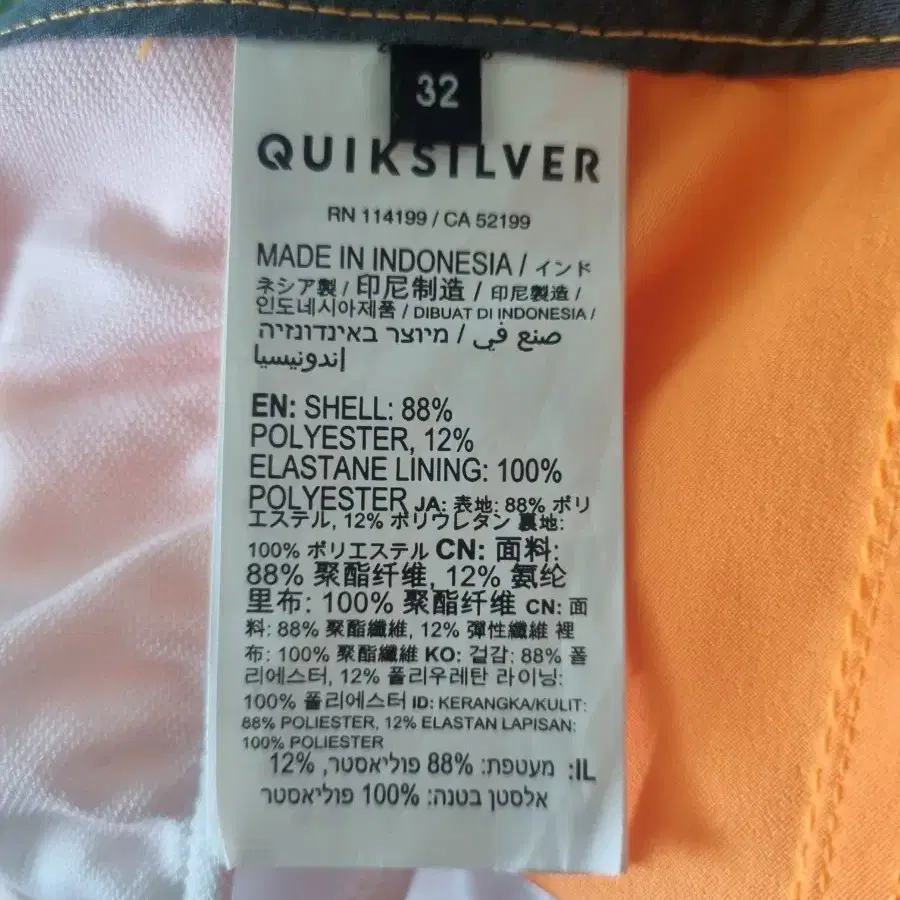 32
QUIKSILVER
RN 114199 / CA 52199
MADE IN INDONESIA / インド
ネシア製 / 印尼制造 / 印尼製造 /
인도네시아제품 / DIBUAT DI INDONESIA /
صنع في / מיוצר באינדונזיה
إندونيسيا
EN: SHELL: 88%
POLYESTER, 12%
ELASTANE LINING: 100%
POLYESTER JA: 表地: 88% ポリ
エステル, 12% ポリウレタン 裏地:
100% ポリエステル CN: 面料:
88% 聚酯纤维, 12% 氨纶
里布: 100% 聚酯纤维 CN: 面
料: 88% 聚酯纖維, 12% 彈性纖維 裡
布: 100% 聚酯纖維 KO: 겉감: 88% 폴
리에스터, 12% 폴리우레탄 라이닝:
100% 폴리에스터 ID: KERANGKA/KULIT:
88% POLIESTER, 12% ELASTAN LAPISAN:
100% POLIESTER
IL: מעטפת: 88% פוליאסטר, 12%
אלסטן בטנה: 100% פוליאסטר